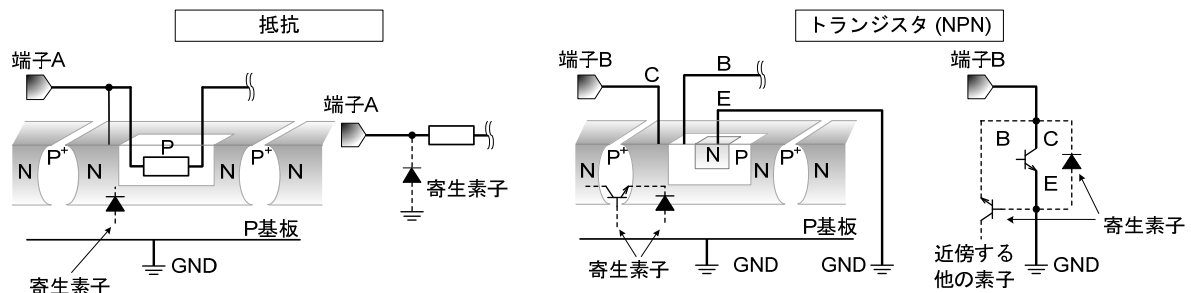 抵抗
端子A
N
P+
N
P
N
P+
N
P基板
寄生素子
GND
端子A
寄生素子
トランジスタ (NPN)
端子B
C
B
E
N
P+
N
P
P+
N
N
P基板
寄生素子
GND
GND
端子B
B
C
E
寄生素子
近傍する
他の素子
GND